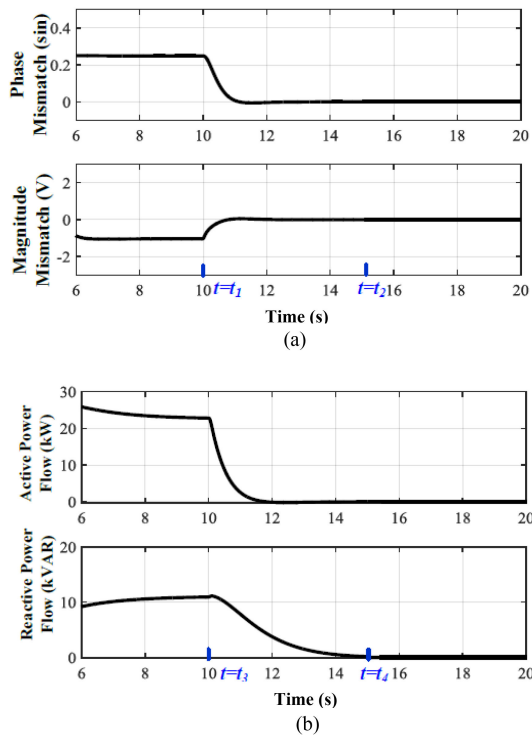 (a)
Phase
Mismatch (sin)
0.4
0.2
0
6 8 10 12 14 16 18 20
Magnitude
Mismatch (V)
2
0
-2
6 8 10 12 14 16 18 20
t=t1 t=t2
Time (s)
(a)
Active Power
Flow (kW)
30
20
10
0
6 8 10 12 14 16 18 20
Reactive Power
Flow (kVAR)
20
10
0
6 8 10 12 14 16 18 20
t=t3 t=t4
Time (s)
(b)